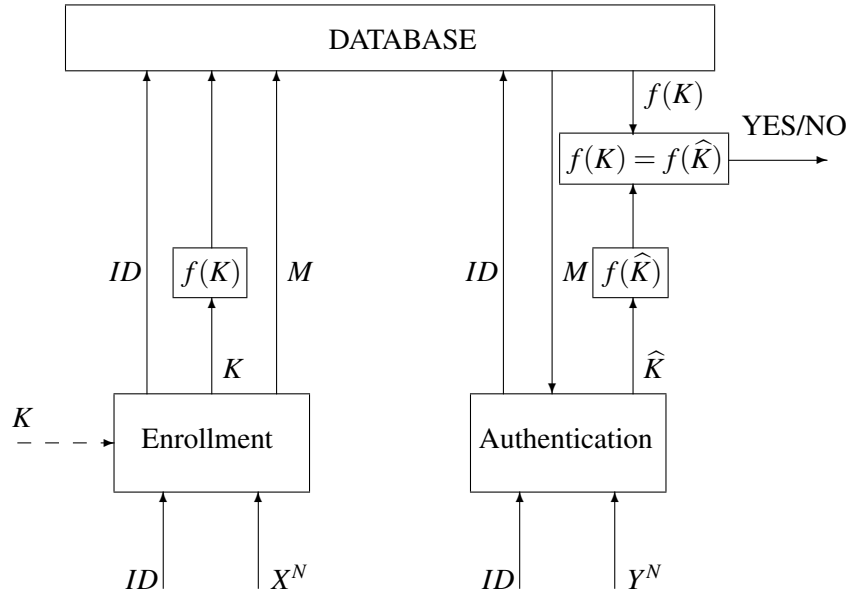 DATABASE
f(K)
YES/NO
f(K) = f(K̂)
ID
f(K)
M
ID
M
f(K̂)
K
K̂
K
Enrollment
Authentication
ID
X^N
ID
Y^N